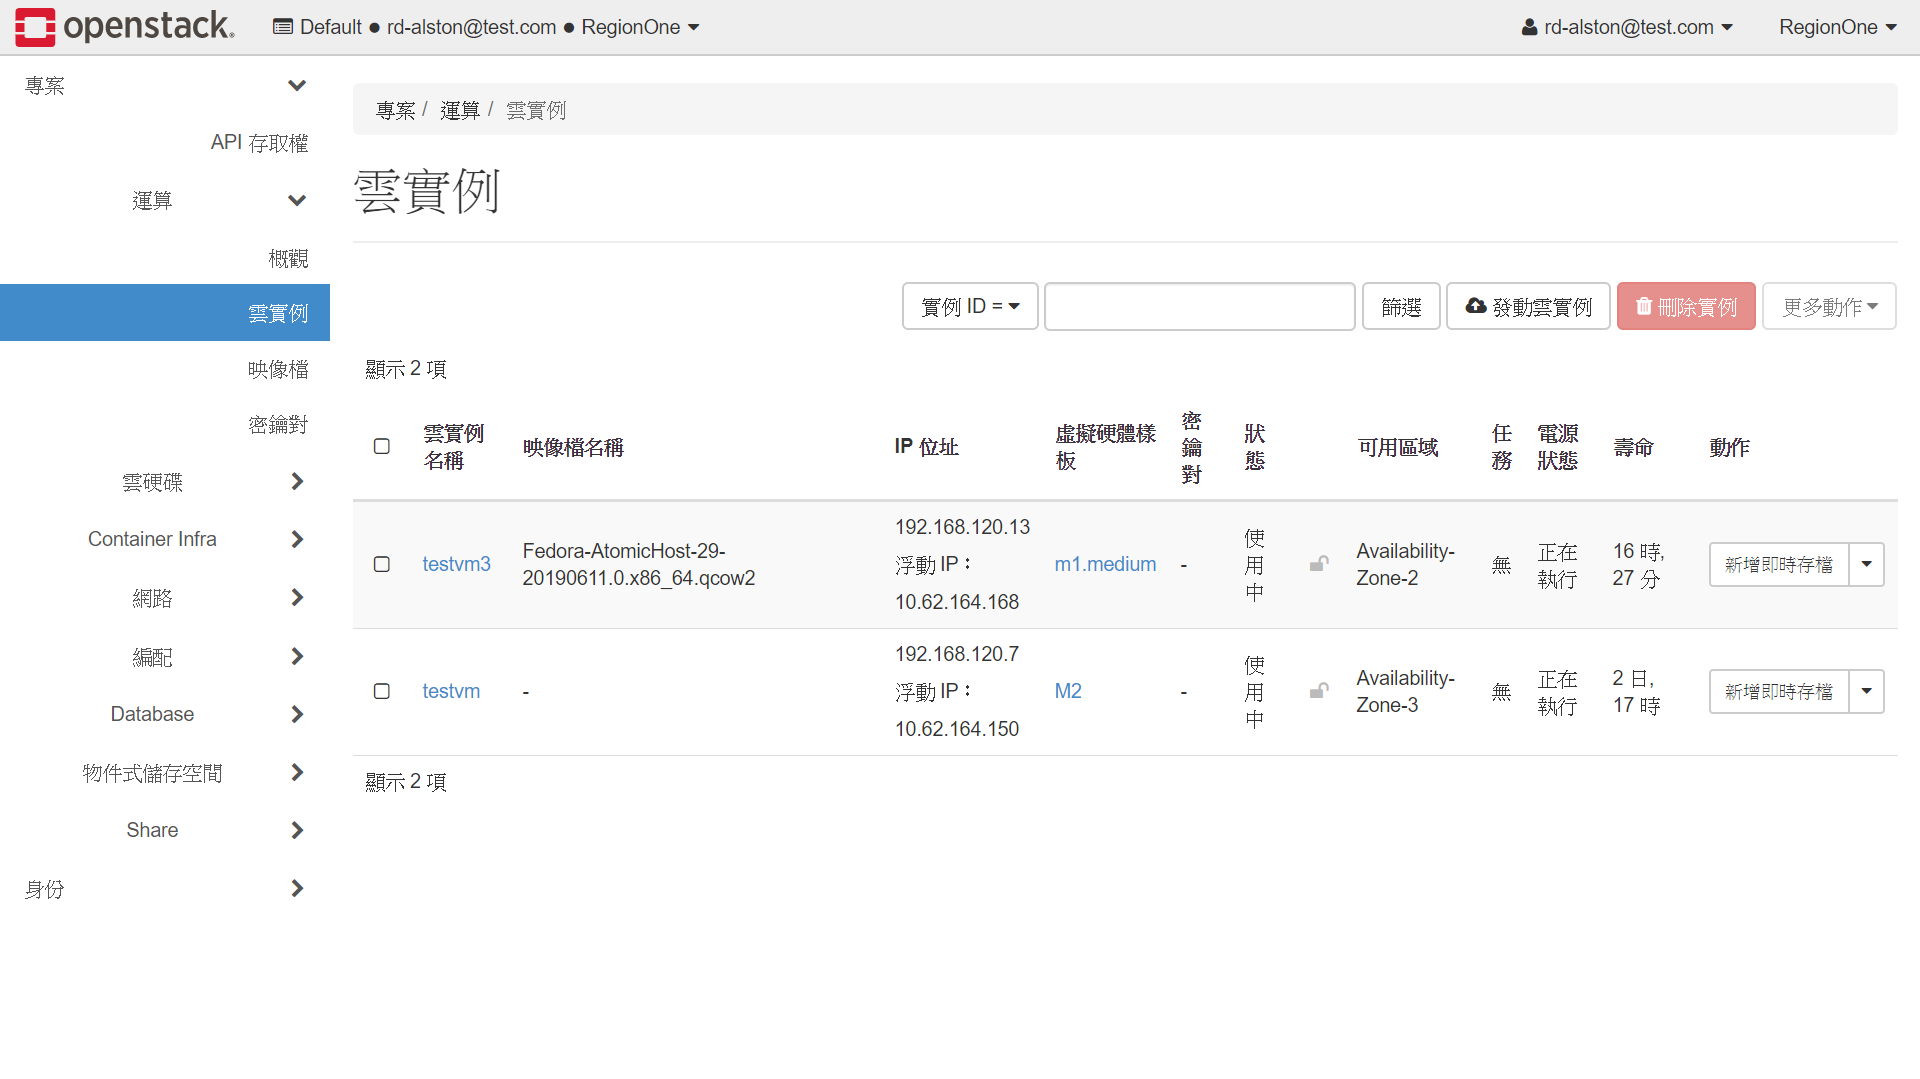 openstack.
Default ● rd-alston@test.com ● RegionOne
rd-alston@test.com
RegionOne
專案
API 存取權
運算
概觀
雲實例
映像檔
密鑰對
雲硬碟
Container Infra
網路
編配
Database
物件式儲存空間
Share
身份
專案 / 運算 / 雲實例
雲實例
實例 ID =
篩選
發動雲實例
刪除實例
更多動作
顯示 2 項
雲實例名稱 映像檔名稱 IP 位址 虛擬硬體樣板 密鑰對 狀態 可用區域 任務 電源狀態 壽命 動作
testvm3 Fedora-AtomicHost-29-20190611.0.x86_64.qcow2 192.168.120.13 浮動 IP： 10.62.164.168 m1.medium - 使用中 Availability-Zone-2 無 正在執行 16 時, 27 分 新增即時存檔
testvm - 192.168.120.7 浮動 IP： 10.62.164.150 M2 - 使用中 Availability-Zone-3 無 正在執行 2 日, 17 時 新增即時存檔
顯示 2 項